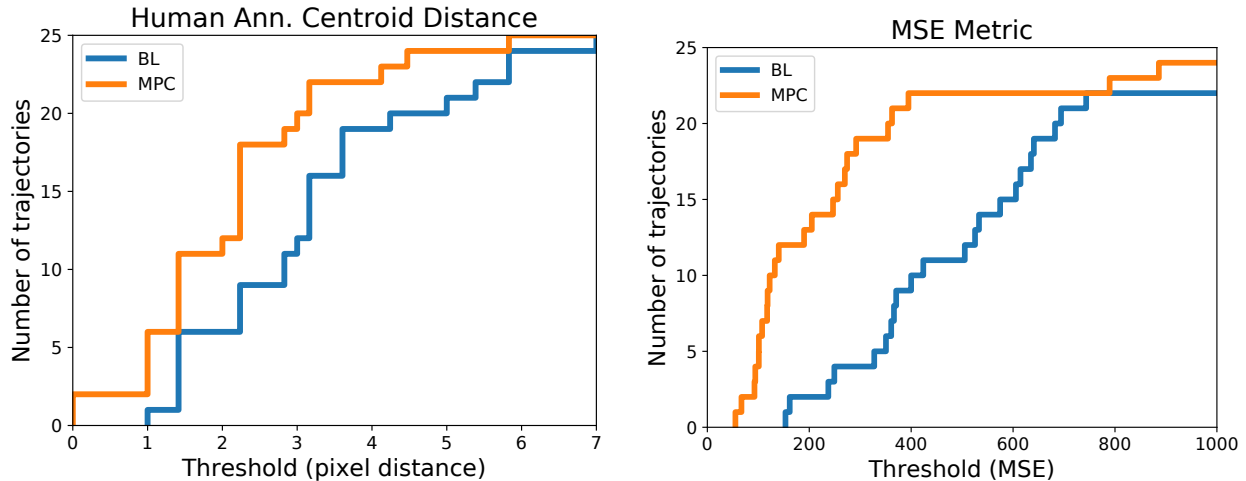 Human Ann. Centroid Distance
BL
MPC
Number of trajectories
25
20
15
10
5
0
0 1 2 3 4 5 6 7
Threshold (pixel distance)
MSE Metric
BL
MPC
Number of trajectories
25
20
15
10
5
0
0 200 400 600 800 1000
Threshold (MSE)